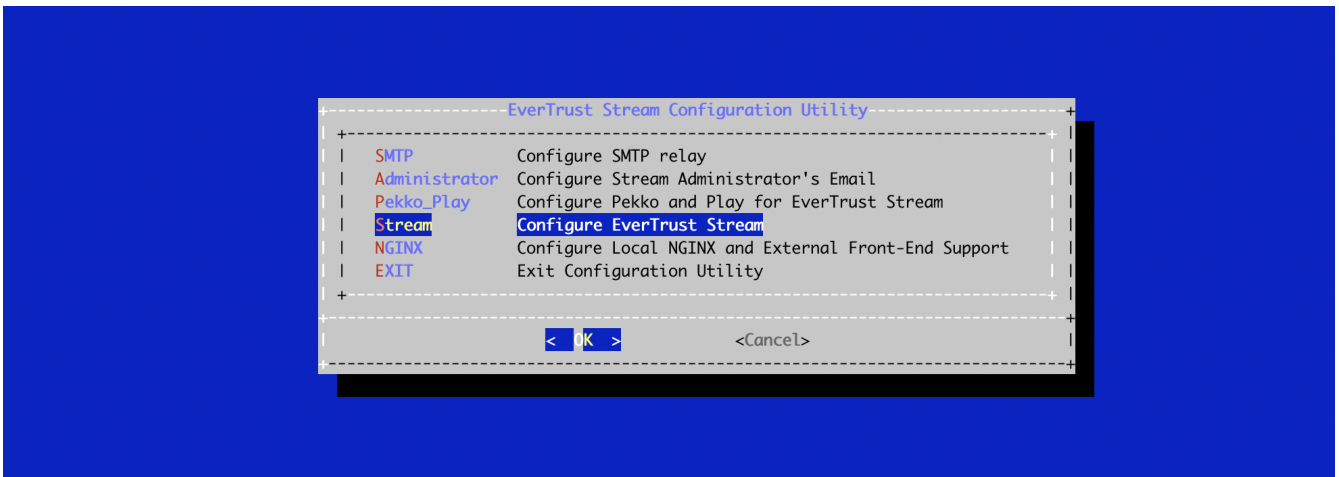 EverTrust Stream Configuration Utility
SMTP Configure SMTP relay
Administrator Configure Stream Administrator's Email
Pekko_Play Configure Pekko and Play for EverTrust Stream
Stream Configure EverTrust Stream
NGINX Configure Local NGINX and External Front-End Support
EXIT Exit Configuration Utility
< OK > <Cancel>